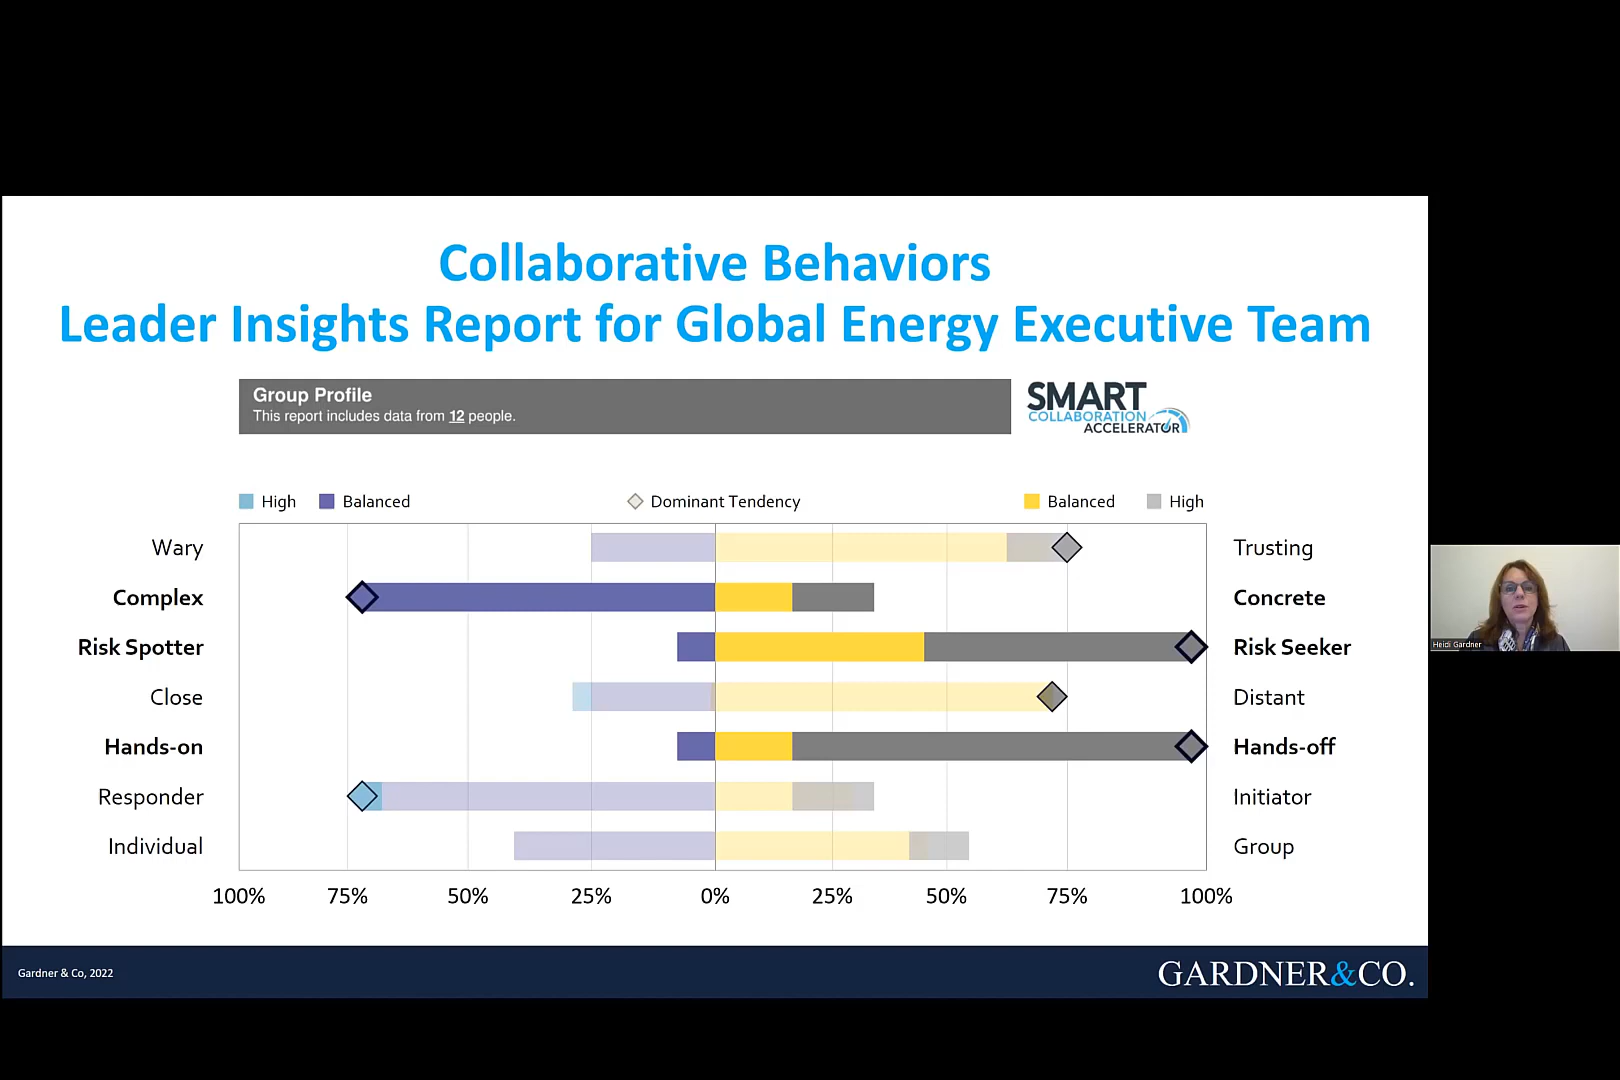 Collaborative Behaviors
Leader Insights Report for Global Energy Executive Team
Group Profile
This report includes data from 12 people.
SMART
COLLABORATION
ACCELERATOR
High Balanced Dominant Tendency Balanced High
Wary Trusting
Complex Concrete
Risk Spotter Risk Seeker
Close Distant
Hands-on Hands-off
Responder Initiator
Individual Group
100% 75% 50% 25% 0% 25% 50% 75% 100%
Heidi Gardner
Gardner & Co, 2022
GARDNER&CO.